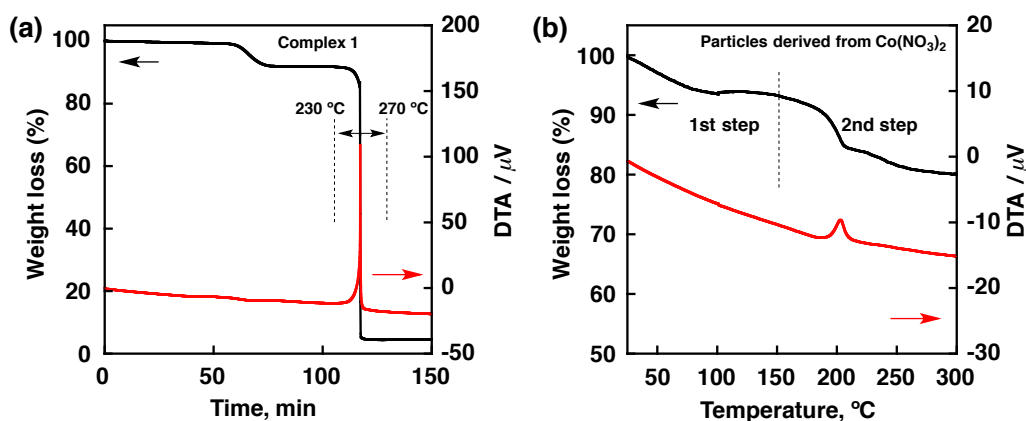 (a)
200
100
Complex 1
150
80
230 ºC
270 ºC
Weight loss (%)
60
100
DTA / μV
40
50
20
0
0
-50
0
50
100
150
Time, min
(b)
20
100
Particles derived from Co(NO₃)₂
10
90
1st step
2nd step
Weight loss (%)
80
0
DTA / μV
70
-10
60
-20
50
-30
50
100
150
200
250
300
Temperature, ºC